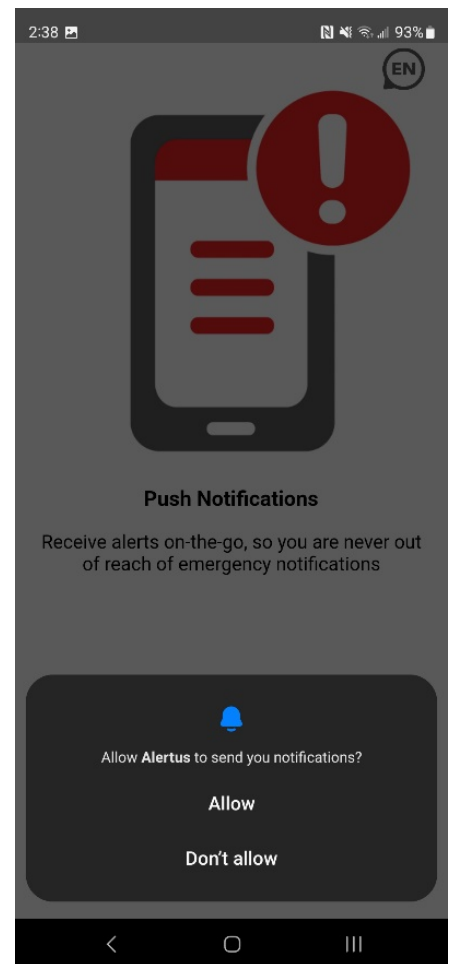 2:38 93%
EN
Push Notifications
Receive alerts on-the-go, so you are never out
of reach of emergency notifications
Allow Alertus to send you notifications?
Allow
Don't allow